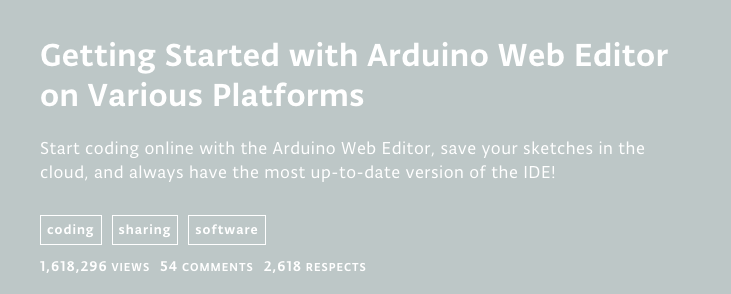 Getting Started with Arduino Web Editor
on Various Platforms
Start coding online with the Arduino Web Editor, save your sketches in the
cloud, and always have the most up-to-date version of the IDE!
coding sharing software
1,618,296 VIEWS 54 COMMENTS 2,618 RESPECTS